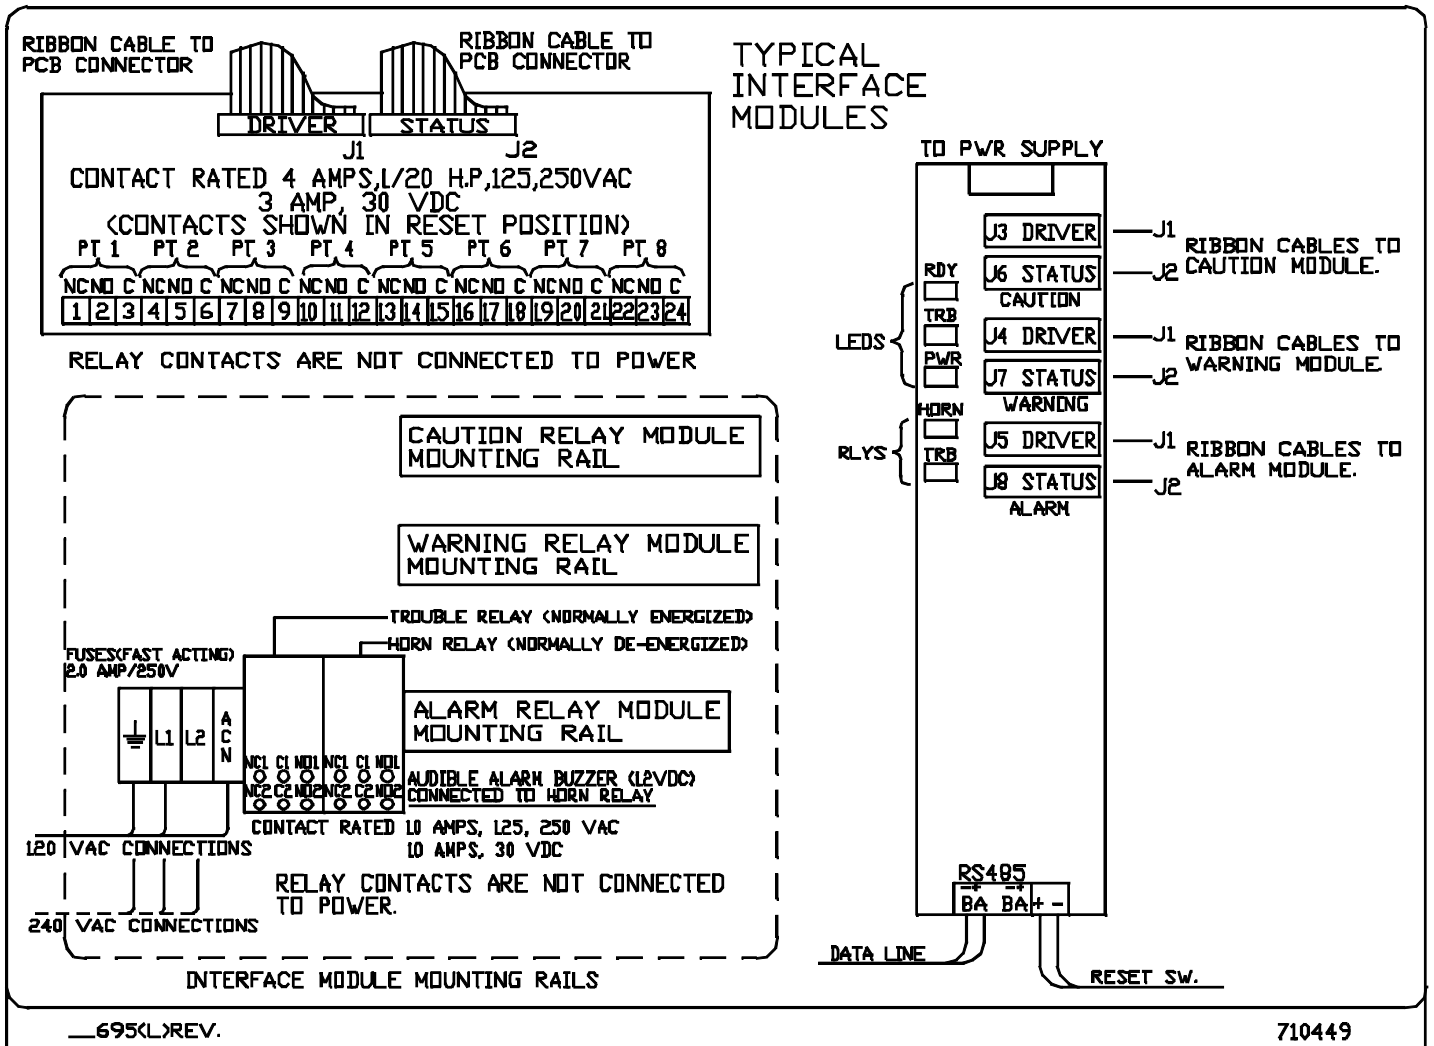 RIBBON CABLE TO
PCB CONNECTOR
RIBBON CABLE TO
PCB CONNECTOR
DRIVER
STATUS
J1
J2
CONTACT RATED 4 AMPS,1/20 H.P,125,250VAC
3 AMP, 30 VDC
(CONTACTS SHOWN IN RESET POSITION)
PT 1 PT 2 PT 3 PT 4 PT 5 PT 6 PT 7 PT 8
NC NO C NC NO C NC NO C NC NO C NC NO C NC NO C NC NO C NC NO C
1 2 3 4 5 6 7 8 9 10 11 12 13 14 15 16 17 18 19 20 21 22 23 24
RELAY CONTACTS ARE NOT CONNECTED TO POWER
TYPICAL
INTERFACE
MODULES
TO PWR SUPPLY
J3 DRIVER
J1
RIBBON CABLES TO
CAUTION MODULE.
J6 STATUS
J2
CAUTION
RDY
TRB
PWR
LEDS
J4 DRIVER
J1
RIBBON CABLES TO
WARNING MODULE.
J7 STATUS
J2
WARNING
HORN
TRB
RLYS
J5 DRIVER
J1
RIBBON CABLES TO
ALARM MODULE.
J8 STATUS
J2
ALARM
RS485
-+ -+
BA BA + -
DATA LINE
RESET SW.
CAUTION RELAY MODULE
MOUNTING RAIL
WARNING RELAY MODULE
MOUNTING RAIL
TROUBLE RELAY (NORMALLY ENERGIZED)
HORN RELAY (NORMALLY DE-ENERGIZED)
FUSES(FAST ACTING)
2.0 AMP/250V
L1 L2 ACN
ALARM RELAY MODULE
MOUNTING RAIL
NC1 C1 NO1 NC1 C1 NO1
NC2 C2 NO2 NC2 C2 NO2
AUDIBLE ALARM BUZZER (12VDC)
CONNECTED TO HORN RELAY
CONTACT RATED 10 AMPS, 125, 250 VAC
10 AMPS, 30 VDC
120 VAC CONNECTIONS
RELAY CONTACTS ARE NOT CONNECTED
TO POWER.
240 VAC CONNECTIONS
INTERFACE MODULE MOUNTING RAILS
__695(L)REV.
710449